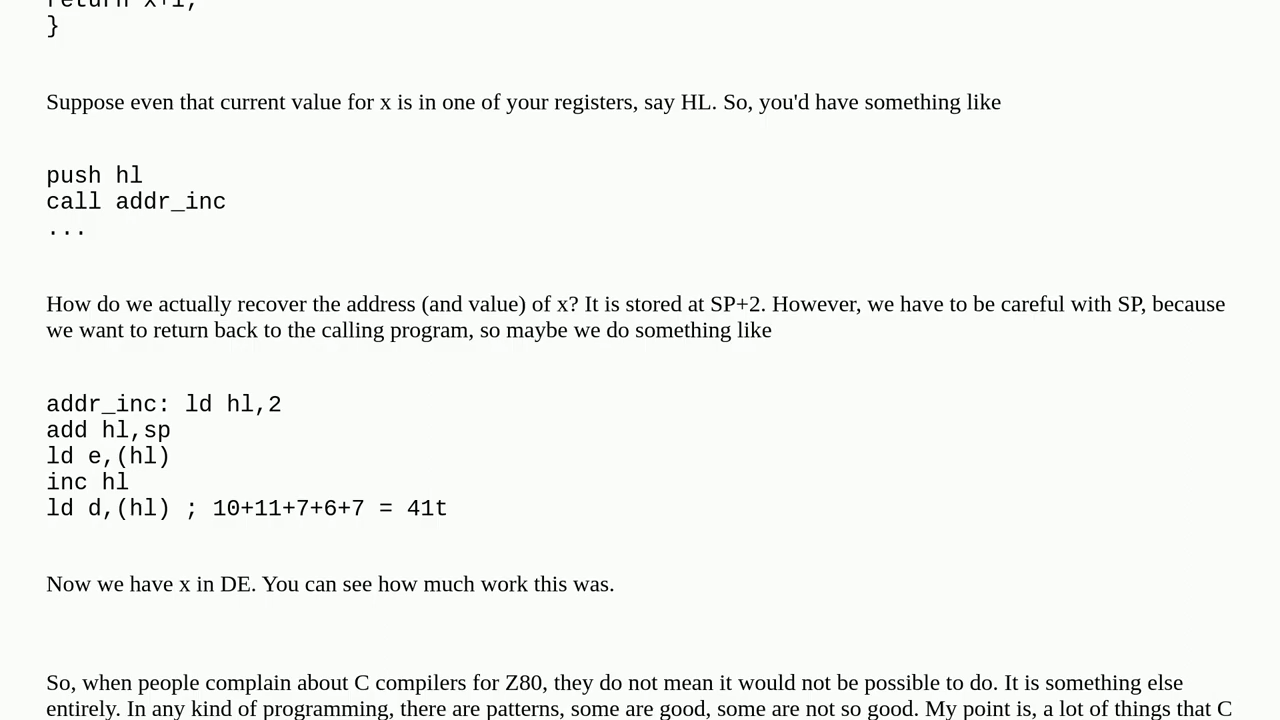 return x+1;
}
Suppose even that current value for x is in one of your registers, say HL. So, you'd have something like
push hl
call addr_inc
...
How do we actually recover the address (and value) of x? It is stored at SP+2. However, we have to be careful with SP, because
we want to return back to the calling program, so maybe we do something like
addr_inc: ld hl,2
add hl,sp
ld e,(hl)
inc hl
ld d,(hl) ; 10+11+7+6+7 = 41t
Now we have x in DE. You can see how much work this was.
So, when people complain about C compilers for Z80, they do not mean it would not be possible to do. It is something else
entirely. In any kind of programming, there are patterns, some are good, some are not so good. My point is, a lot of things that C